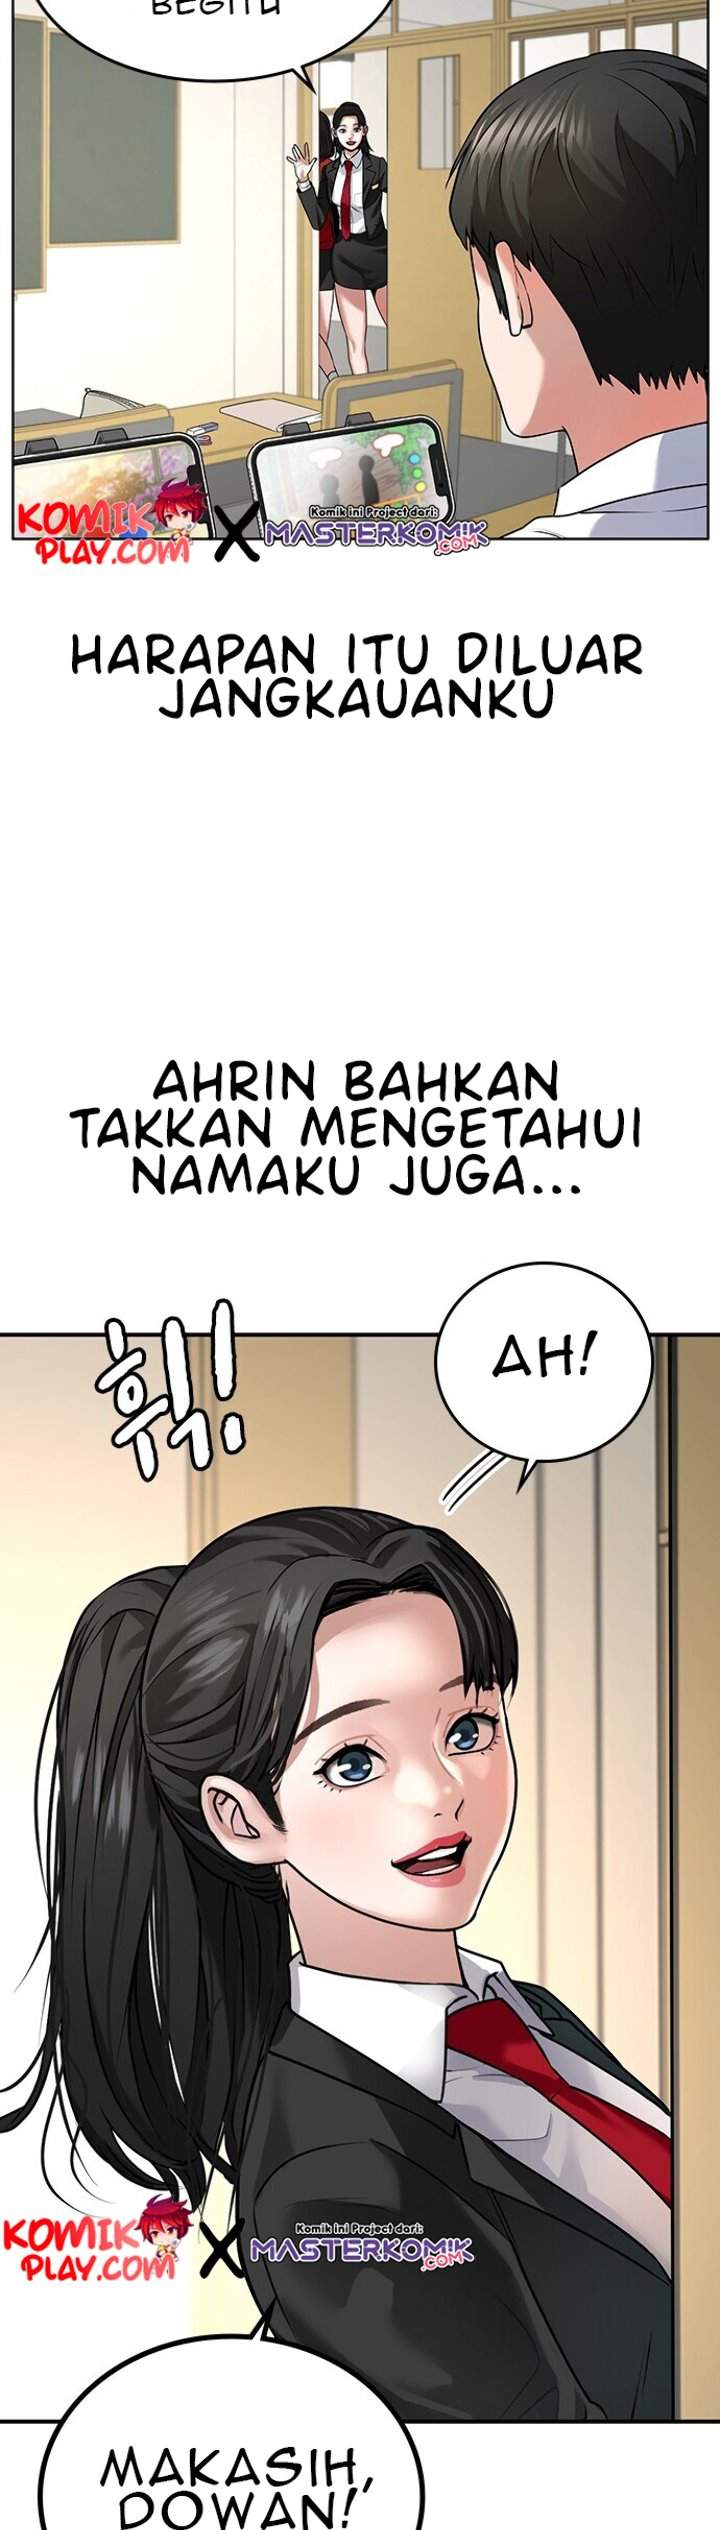 BEGITU
KOMIK
PLAY.COM
X
Komik ini Project dari:
MASTERKOMIK
.COM
HARAPAN ITU DILUAR
JANGKAUANKU
AHRIN BAHKAN
TAKKAN MENGETAHUI
NAMAKU JUGA...
휙!
AH!
KOMIK
PLAY.COM
X
Komik ini Project dari:
MASTERKOMIK
.COM
MAKASIH,
DOWAN!